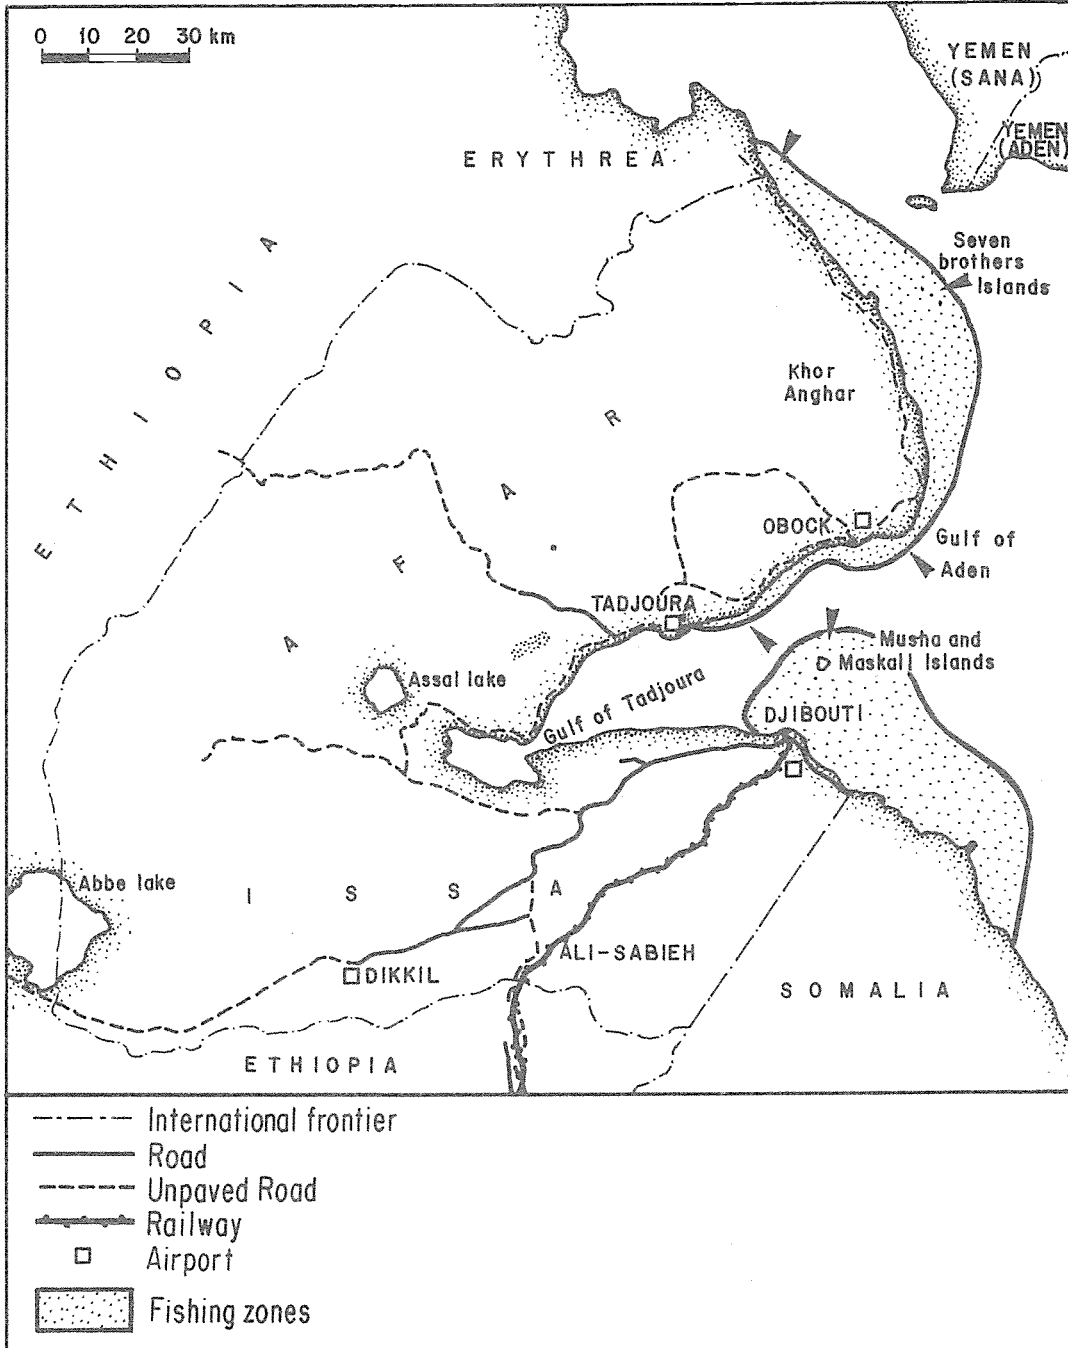 0 10 20 30 km
YEMEN
(SANA)
YEMEN
(ADEN)
ERYTHREA
ETHIOPIA
Seven
brothers
Islands
Khor
Anghar
AFAR
OBOCK
Gulf of
Aden
TADJOURA
Musha and
Maskall Islands
Assal lake
Gulf of Tadjoura
DJIBOUTI
Abbe lake
ISSA
ALI-SABIEH
DIKKIL
SOMALIA
ETHIOPIA
International frontier
Road
Unpaved Road
Railway
Airport
Fishing zones